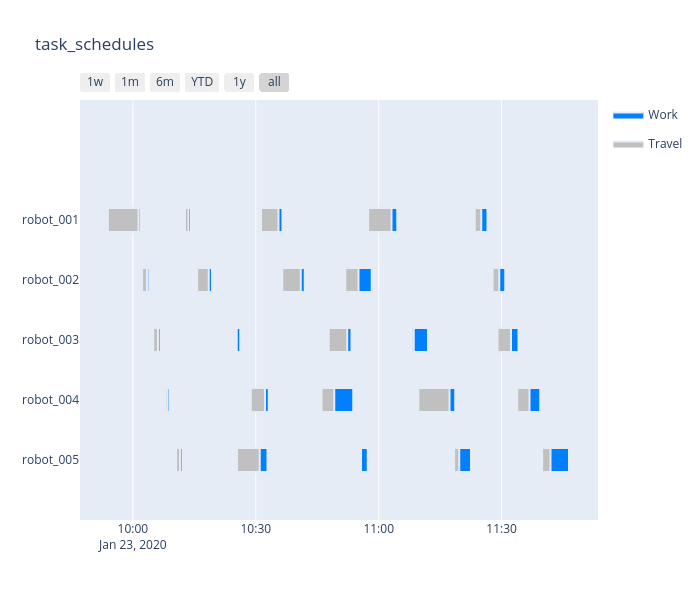 task_schedules
1w 1m 6m YTD 1y all
Work
Travel
robot_001
robot_002
robot_003
robot_004
robot_005
10:00 10:30 11:00 11:30
Jan 23, 2020